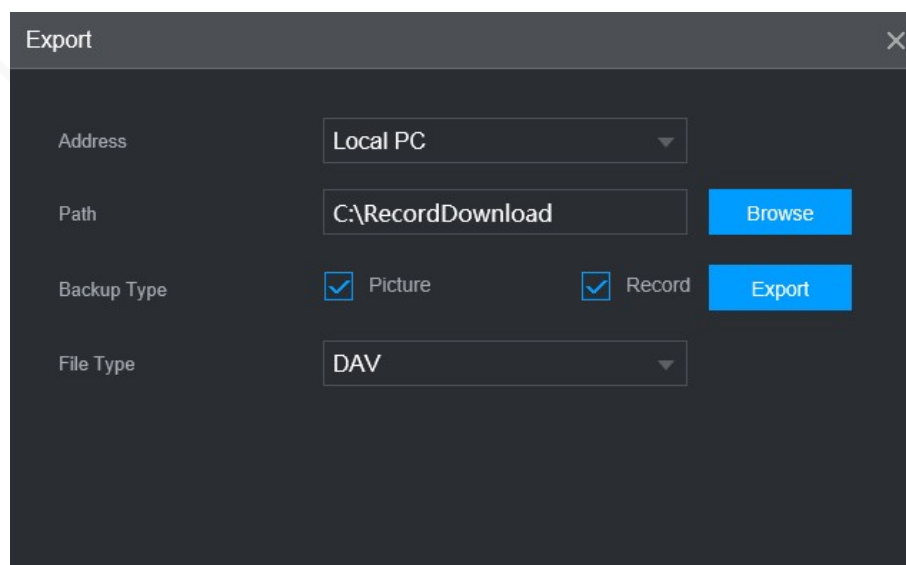 Export
Address Local PC
Path C:\RecordDownload Browse
Backup Type Picture Record Export
File Type DAV